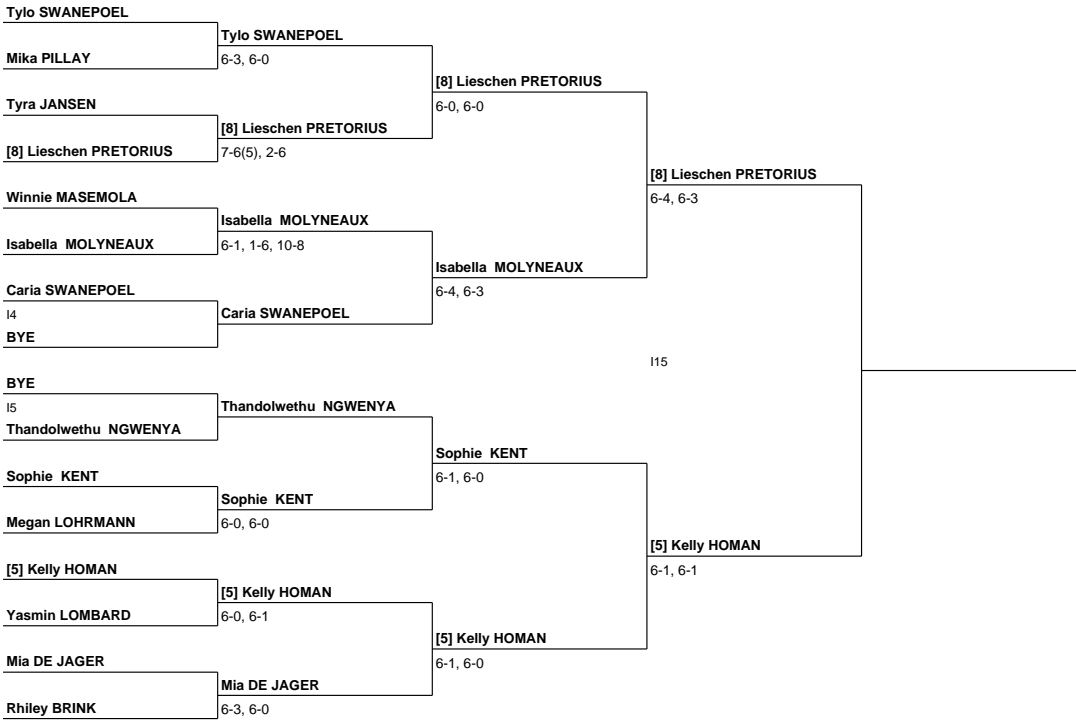 Tylo SWANEPOEL
Tylo SWANEPOEL
Mika PILLAY
6-3, 6-0
[8] Lieschen PRETORIUS
Tyra JANSEN
6-0, 6-0
[8] Lieschen PRETORIUS
[8] Lieschen PRETORIUS
7-6(5), 2-6
[8] Lieschen PRETORIUS
Winnie MASEMOLA
6-4, 6-3
Isabella  MOLYNEAUX
Isabella  MOLYNEAUX
6-1, 1-6, 10-8
Isabella  MOLYNEAUX
Caria SWANEPOEL
6-4, 6-3
I4
Caria SWANEPOEL
BYE
I15
BYE
I5
Thandolwethu  NGWENYA
Thandolwethu  NGWENYA
Sophie  KENT
Sophie  KENT
6-1, 6-0
Sophie  KENT
Megan LOHRMANN
6-0, 6-0
[5] Kelly HOMAN
[5] Kelly HOMAN
6-1, 6-1
[5] Kelly HOMAN
Yasmin LOMBARD
6-0, 6-1
[5] Kelly HOMAN
Mia DE JAGER
6-1, 6-0
Mia DE JAGER
Rhiley BRINK
6-3, 6-0